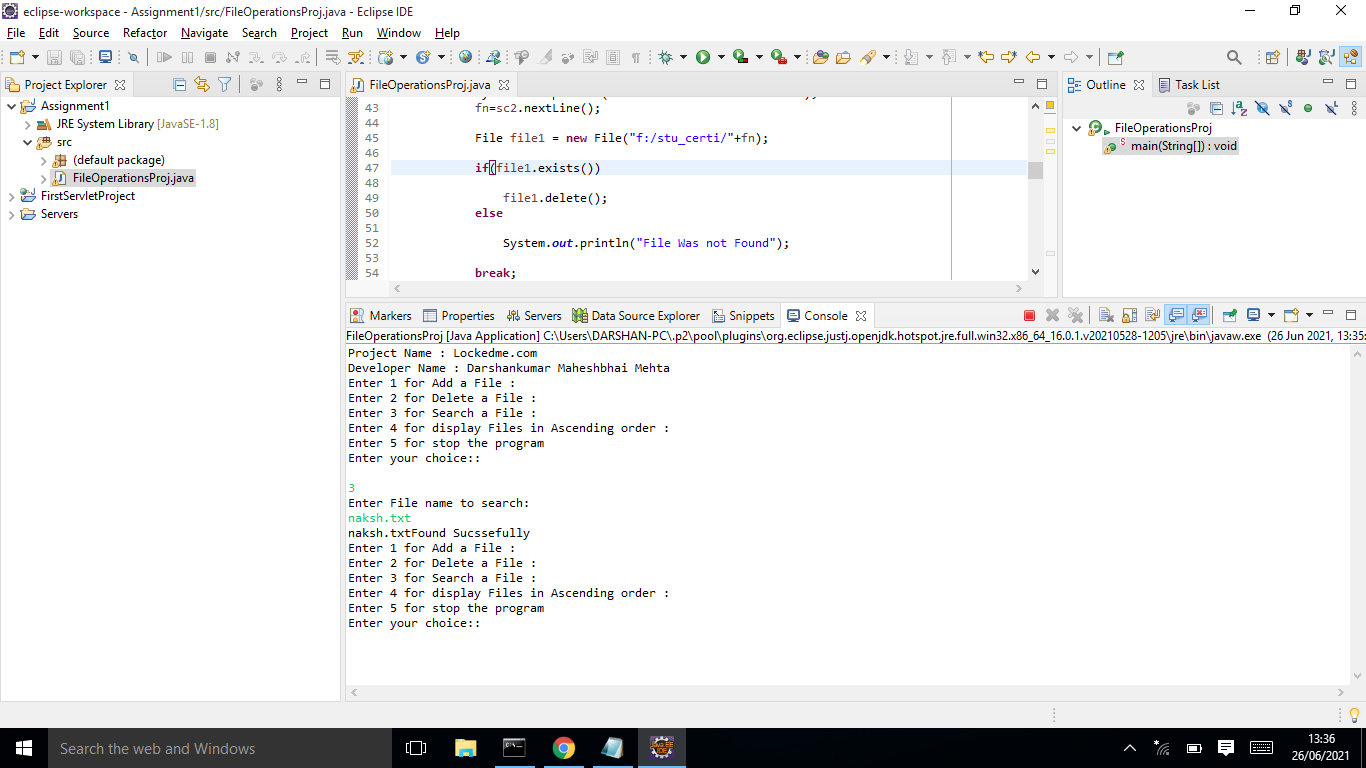 eclipse-workspace - Assignment1/src/FileOperationsProj.java - Eclipse IDE
File Edit Source Refactor Navigate Search Project Run Window Help
Project Explorer
Assignment1
JRE System Library [JavaSE-1.8]
src
(default package)
FileOperationsProj.java
FirstServletProject
Servers
FileOperationsProj.java
43 fn=sc2.nextLine();
44
45 File file1 = new File("f:/stu_certi/"+fn);
46
47 if(file1.exists())
48
49 file1.delete();
50 else
51
52 System.out.println("File Was not Found");
53
54 break;
Outline Task List
FileOperationsProj
main(String[]) : void
Markers Properties Servers Data Source Explorer Snippets Console
FileOperationsProj [Java Application] C:\Users\DARSHAN-PC\.p2\pool\plugins\org.eclipse.justj.openjdk.hotspot.jre.full.win32.x86_64_16.0.1.v20210528-1205\jre\bin\javaw.exe (26 Jun 2021, 13:35:
Project Name : Lockedme.com
Developer Name : Darshankumar Maheshbhai Mehta
Enter 1 for Add a File :
Enter 2 for Delete a File :
Enter 3 for Search a File :
Enter 4 for display Files in Ascending order :
Enter 5 for stop the program
Enter your choice::
3
Enter File name to search:
naksh.txt
naksh.txtFound Sucssefully
Enter 1 for Add a File :
Enter 2 for Delete a File :
Enter 3 for Search a File :
Enter 4 for display Files in Ascending order :
Enter 5 for stop the program
Enter your choice::
Search the web and Windows
13:36
26/06/2021